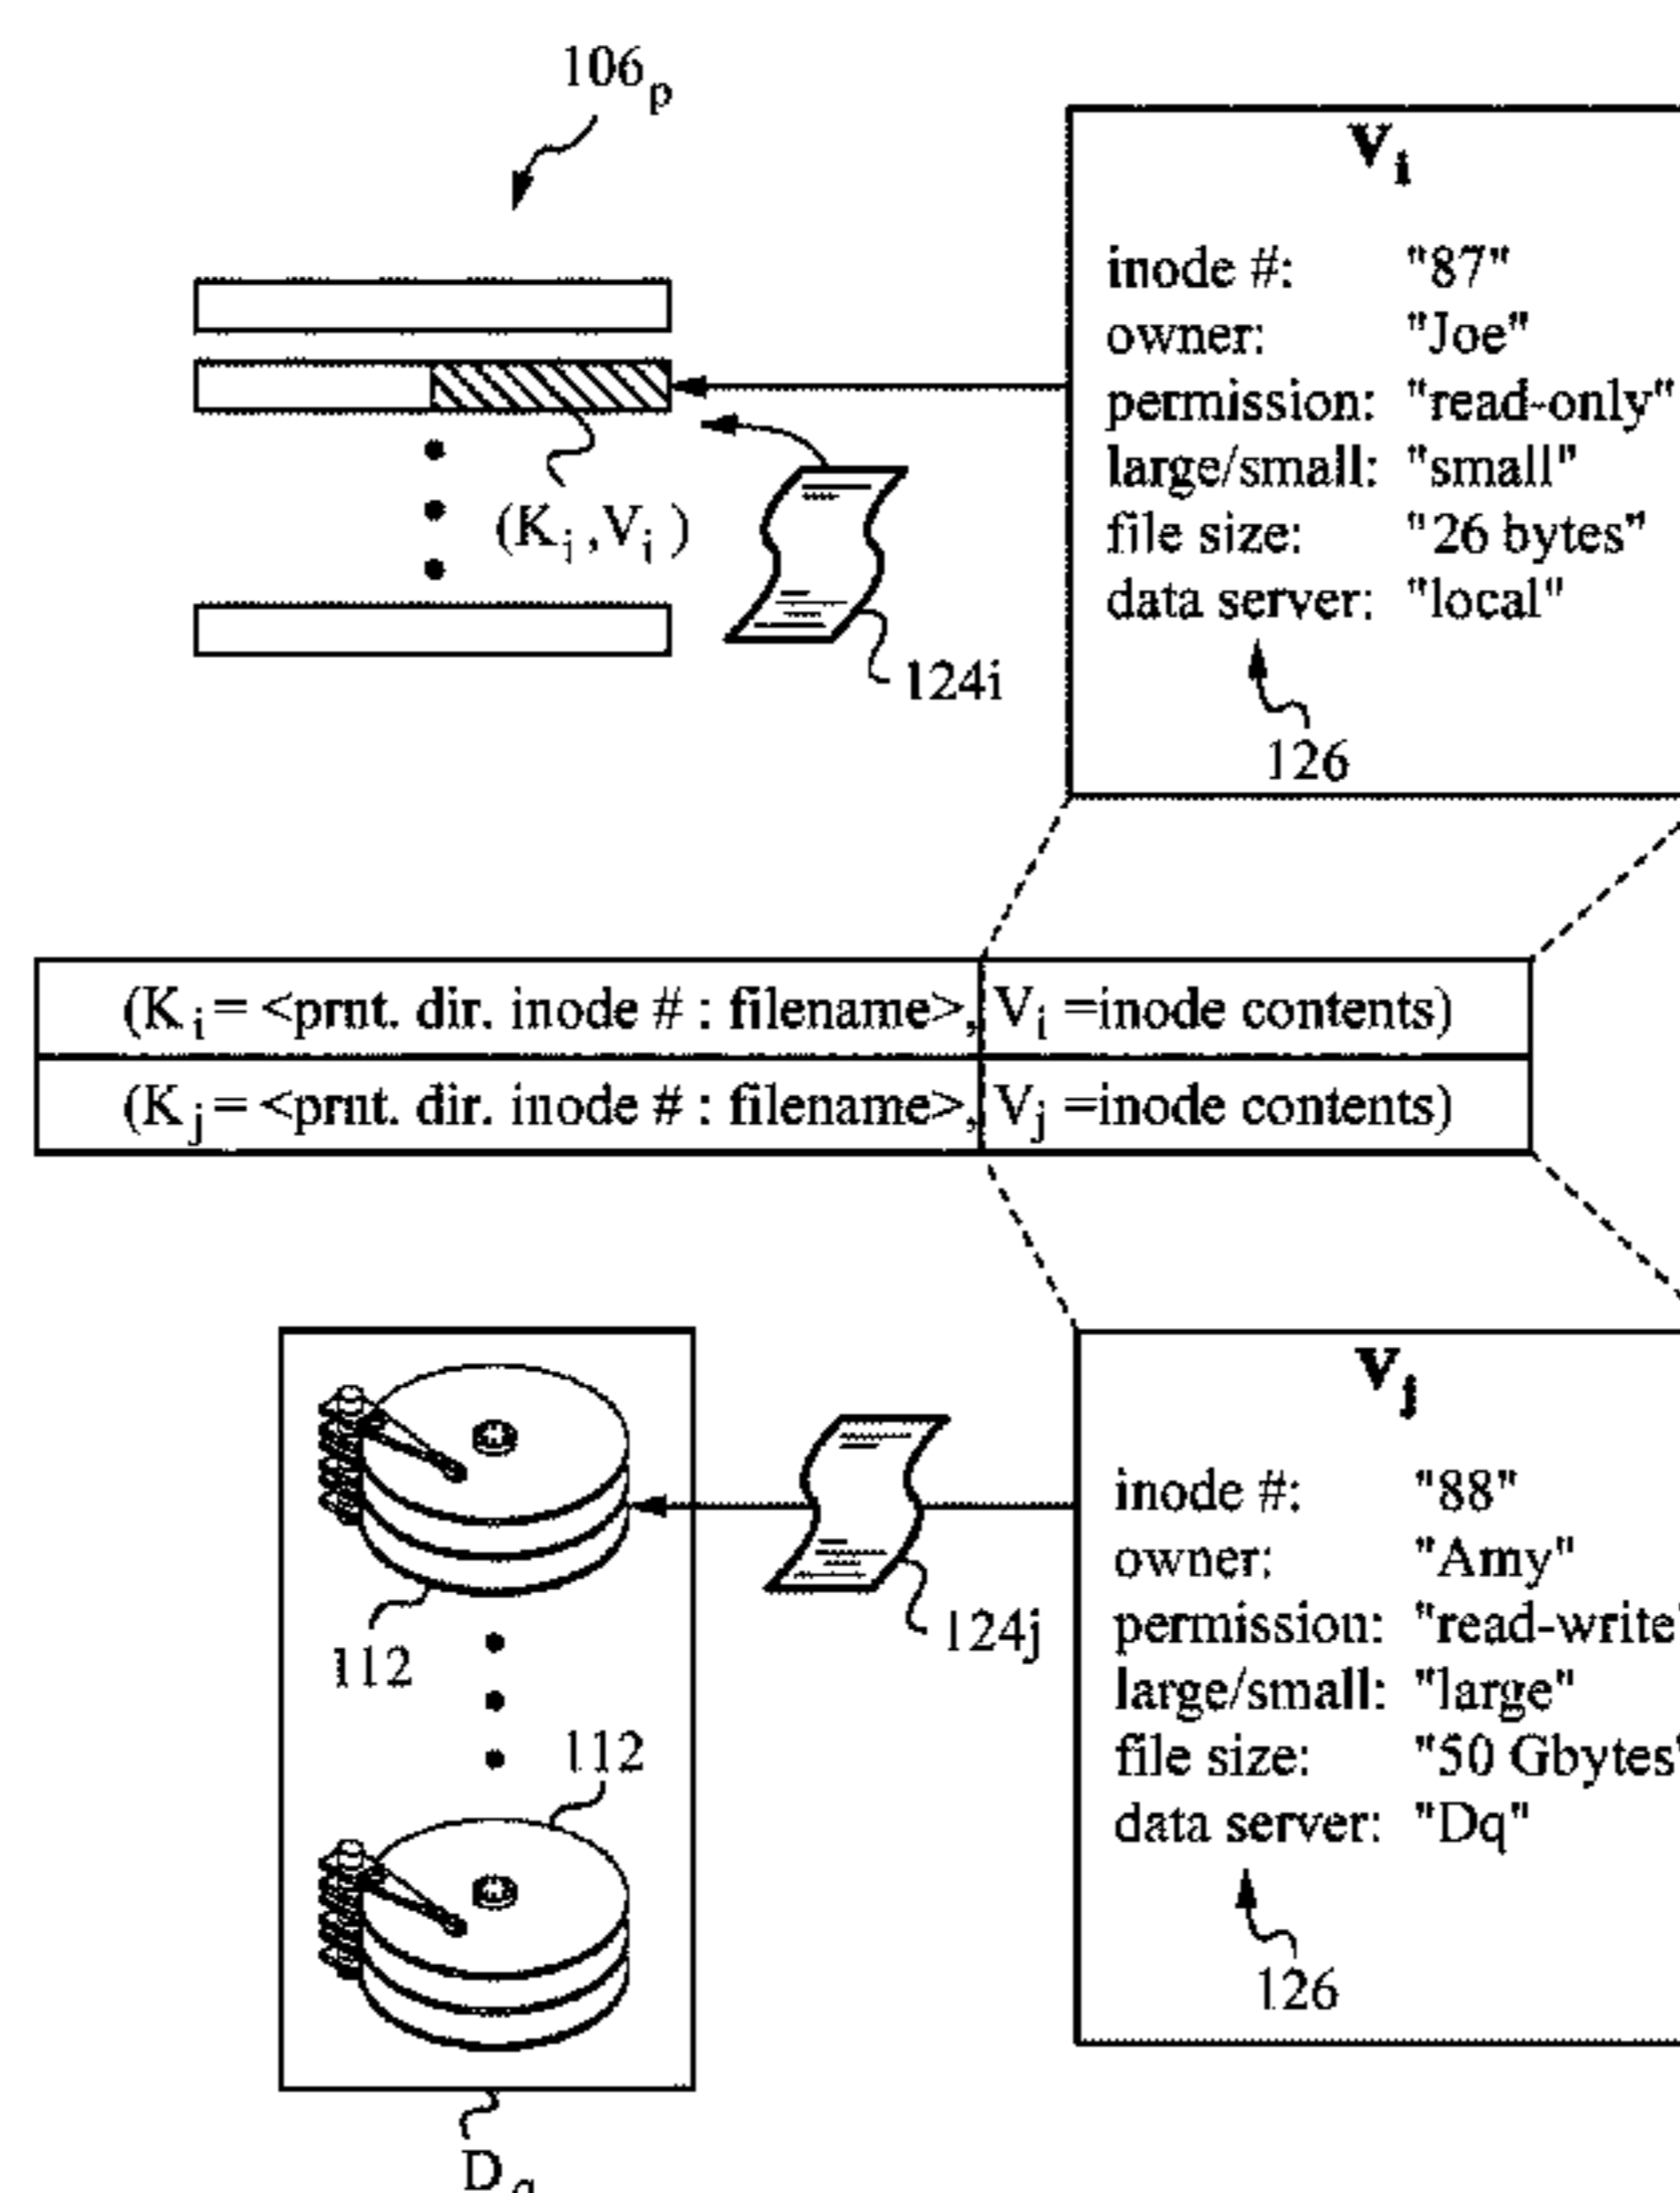 106p
Vi
inode #: "87"
owner: "Joe"
permission: "read-only"
large/small: "small"
file size: "26 bytes"
data server: "local"
126
(Ki ,Vi )
124i
(Ki = <prnt. dir. inode # : filename>, Vi =inode contents)
(Kj = <prnt. dir. inode # : filename>, Vj =inode contents)
Vj
inode #: "88"
owner: "Amy"
permission: "read-write"
large/small: "large"
file size: "50 Gbytes"
data server: "Dq"
126
124j
112
112
Dq